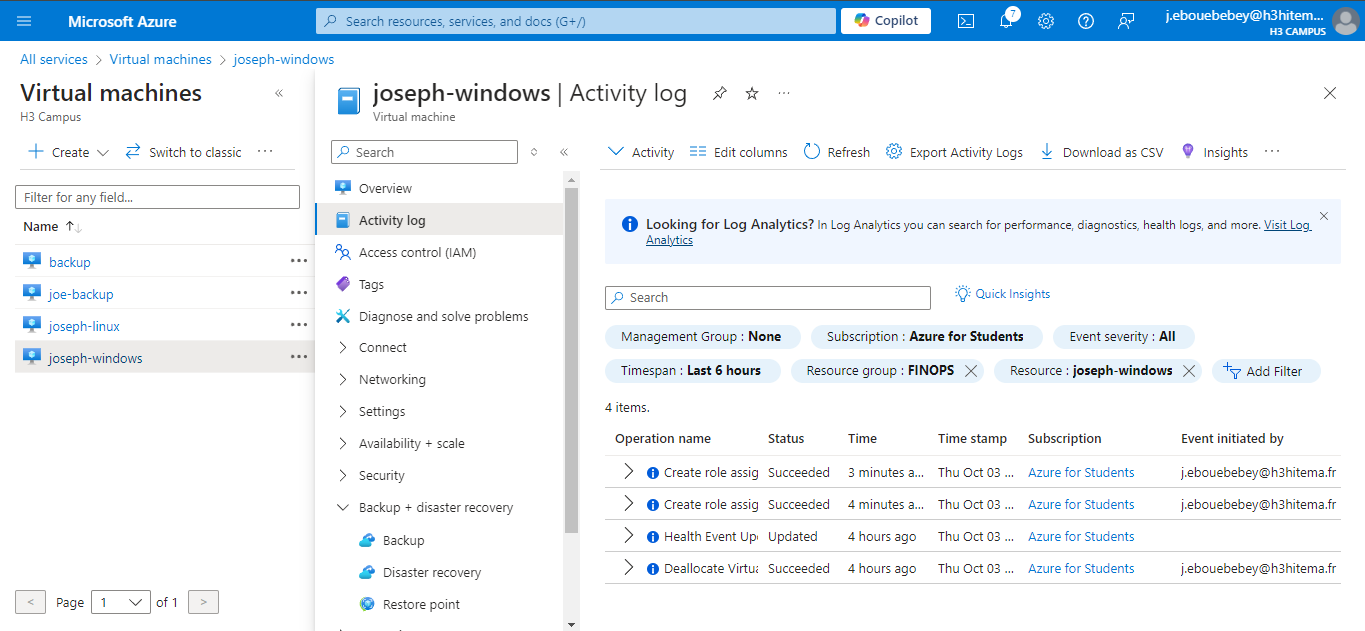 Microsoft Azure
Search resources, services, and docs (G+/)
Copilot
7
j.ebouebebey@h3hitem...
H3 CAMPUS
All services > Virtual machines > joseph-windows
Virtual machines
H3 Campus
Create
Switch to classic
Filter for any field...
Name
backup
joe-backup
joseph-linux
joseph-windows
< Page 1 of 1 >
joseph-windows | Activity log
Virtual machine
Search
Overview
Activity log
Access control (IAM)
Tags
Diagnose and solve problems
Connect
Networking
Settings
Availability + scale
Security
Backup + disaster recovery
Backup
Disaster recovery
Restore point
Activity Edit columns Refresh Export Activity Logs Download as CSV Insights
Looking for Log Analytics? In Log Analytics you can search for performance, diagnostics, health logs, and more. Visit Log
Analytics
Search
Quick Insights
Management Group : None Subscription : Azure for Students Event severity : All
Timespan : Last 6 hours Resource group : FINOPS Resource : joseph-windows Add Filter
4 items.
Operation name Status Time Time stamp Subscription Event initiated by
Create role assig Succeeded 3 minutes a... Thu Oct 03 ... Azure for Students j.ebouebebey@h3hitema.fr
Create role assig Succeeded 4 minutes a... Thu Oct 03 ... Azure for Students j.ebouebebey@h3hitema.fr
Health Event Up Updated 4 hours ago Thu Oct 03 ... Azure for Students
Deallocate Virtua Succeeded 4 hours ago Thu Oct 03 ... Azure for Students j.ebouebebey@h3hitema.fr